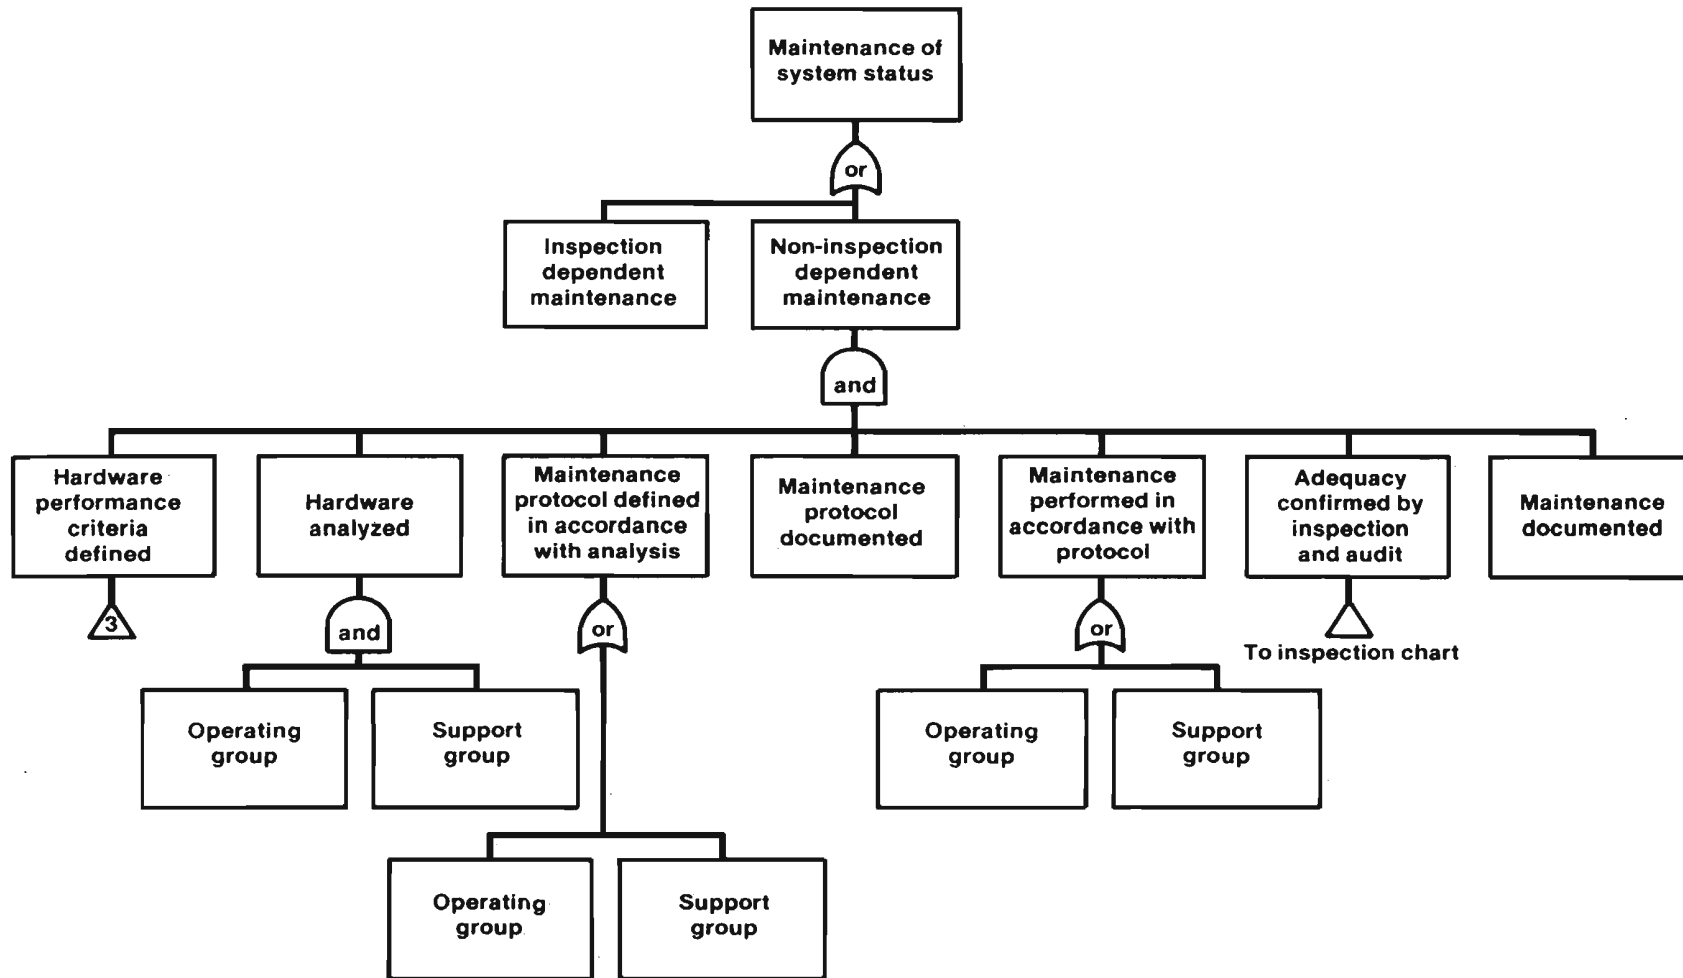 Maintenance of
system status
or
Inspection
dependent
maintenance
Non-inspection
dependent
maintenance
and
Hardware
performance
criteria
defined
Hardware
analyzed
Maintenance
protocol defined
in accordance
with analysis
Maintenance
protocol
documented
Maintenance
performed in
accordance with
protocol
Adequacy
confirmed by
inspection
and audit
Maintenance
documented
3
and
or
or
To inspection chart
Operating
group
Support
group
Operating
group
Support
group
Operating
group
Support
group